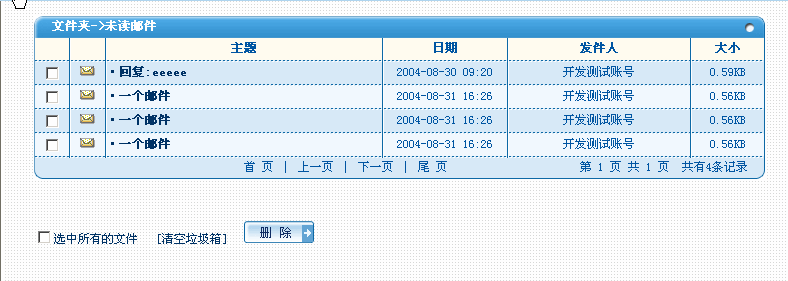 文件夹->未读邮件
主题 日期 发件人 大小
·回复:eeeee 2004-08-30 09:20 开发测试账号 0.59KB
·一个邮件 2004-08-31 16:26 开发测试账号 0.56KB
·一个邮件 2004-08-31 16:26 开发测试账号 0.56KB
·一个邮件 2004-08-31 16:26 开发测试账号 0.56KB
首 页 | 上一页 | 下一页 | 尾 页 第 1 页 共 1 页 共有4条记录
选中所有的文件 [清空垃圾箱] 删 除